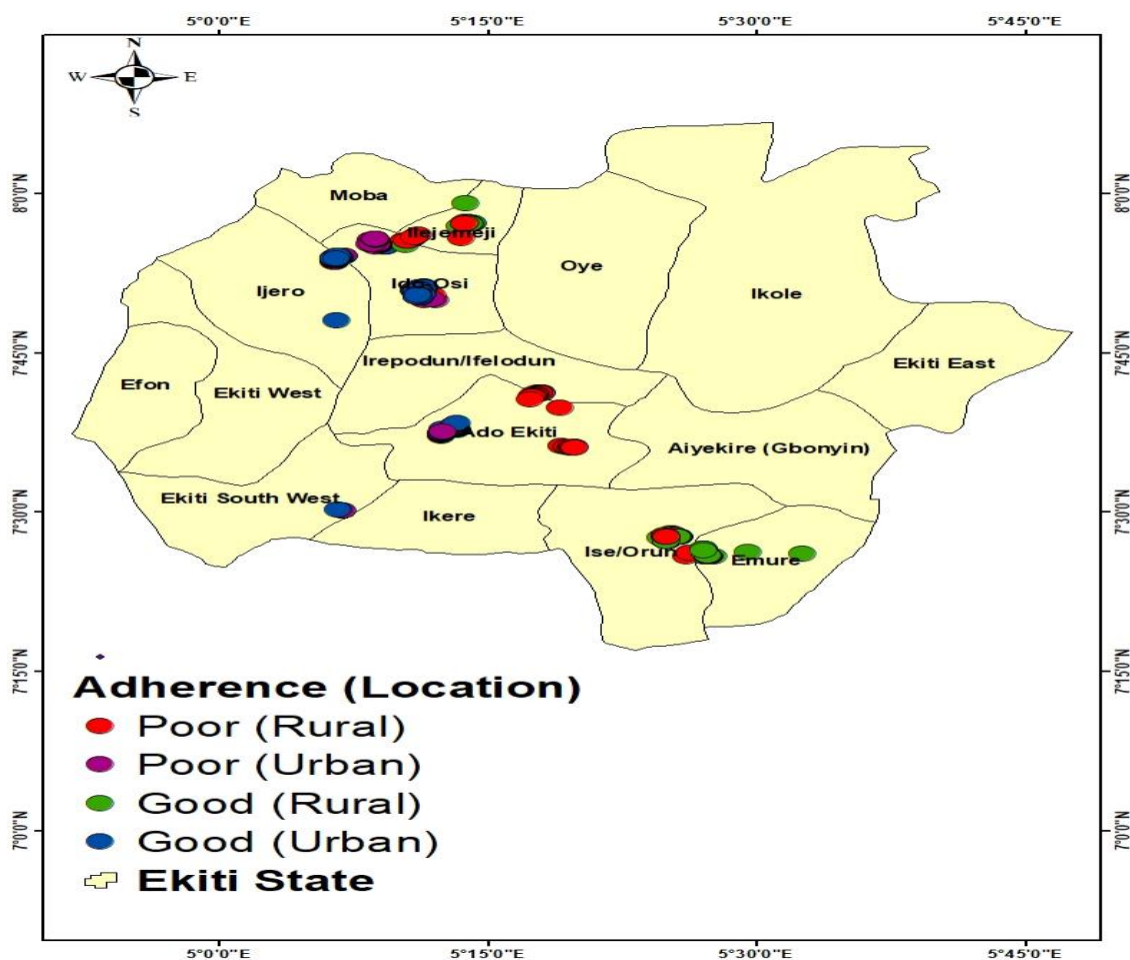 5°0'0"E 5°15'0"E 5°30'0"E 5°45'0"E
N
W E
S
8°0'0"N 8°0'0"N
Moba
Ilejemeji
Oye
Ido Osi
Ijero
Ikole
7°45'0"N 7°45'0"N
Irepodun/Ifelodun
Ekiti East
Efon
Ekiti West
Ado Ekiti
Aiyekire (Gbonyin)
Ekiti South West
7°30'0"N 7°30'0"N
Ikere
Ise/Orun
Emure
7°15'0"N 7°15'0"N
Adherence (Location)
Poor (Rural)
Poor (Urban)
Good (Rural)
Good (Urban)
7°0'0"N 7°0'0"N
Ekiti State
5°0'0"E 5°15'0"E 5°30'0"E 5°45'0"E